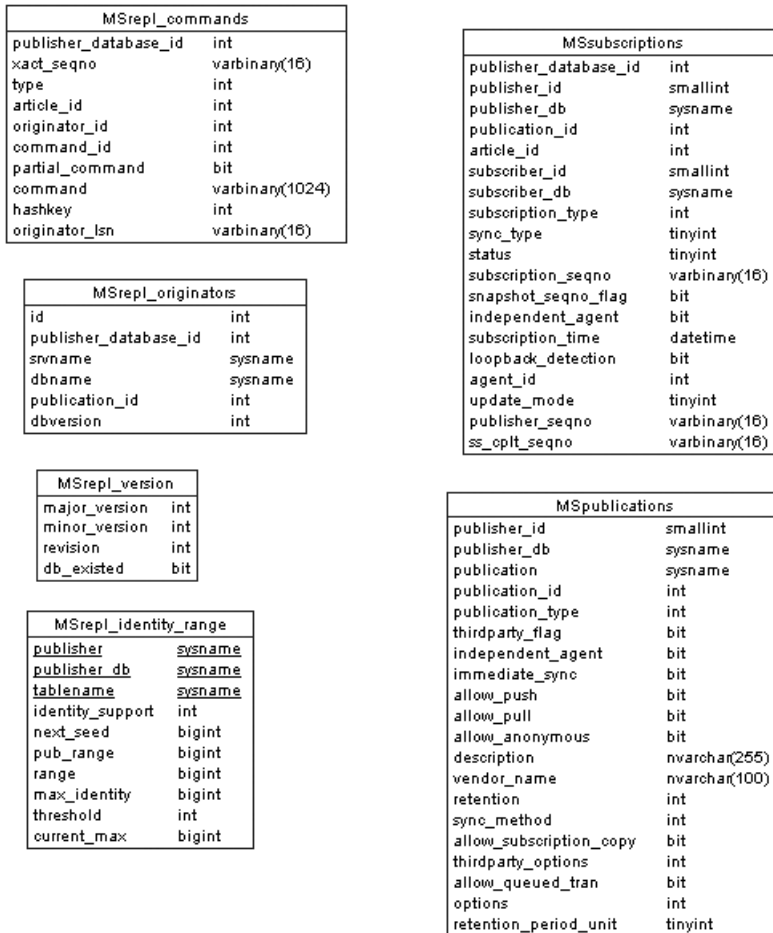 MSrepl_commands
publisher_database_id int
xact_seqno varbinary(16)
type int
article_id int
originator_id int
command_id int
partial_command bit
command varbinary(1024)
hashkey int
originator_lsn varbinary(16)
MSrepl_originators
id int
publisher_database_id int
srvname sysname
dbname sysname
publication_id int
dbversion int
MSrepl_version
major_version int
minor_version int
revision int
db_existed bit
MSrepl_identity_range
publisher sysname
publisher_db sysname
tablename sysname
identity_support int
next_seed bigint
pub_range bigint
range bigint
max_identity bigint
threshold int
current_max bigint
MSsubscriptions
publisher_database_id int
publisher_id smallint
publisher_db sysname
publication_id int
article_id int
subscriber_id smallint
subscriber_db sysname
subscription_type int
sync_type tinyint
status tinyint
subscription_seqno varbinary(16)
snapshot_seqno_flag bit
independent_agent bit
subscription_time datetime
loopback_detection bit
agent_id int
update_mode tinyint
publisher_seqno varbinary(16)
ss_cplt_seqno varbinary(16)
MSpublications
publisher_id smallint
publisher_db sysname
publication sysname
publication_id int
publication_type int
thirdparty_flag bit
independent_agent bit
immediate_sync bit
allow_push bit
allow_pull bit
allow_anonymous bit
description nvarchar(255)
vendor_name nvarchar(100)
retention int
sync_method int
allow_subscription_copy bit
thirdparty_options int
allow_queued_tran bit
options int
retention_period_unit tinyint